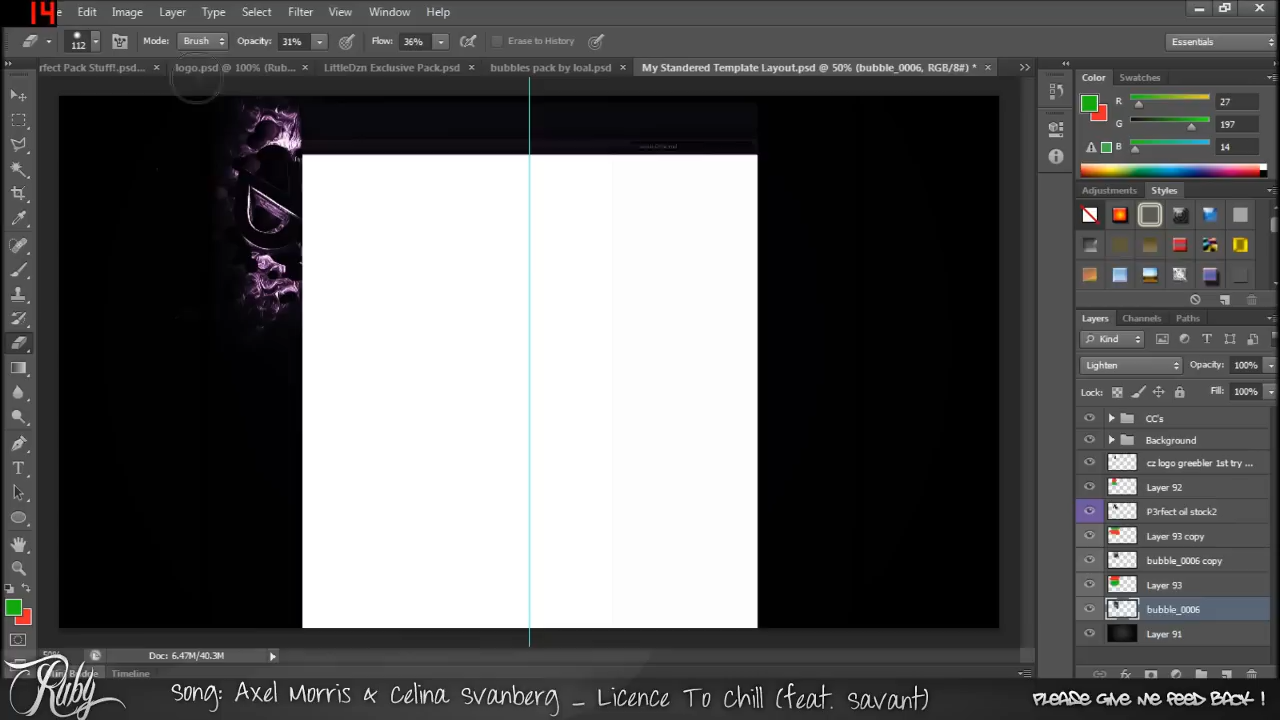 14
e Edit Image Layer Type Select Filter View Window Help
112 Mode: Brush Opacity: 31% Flow: 36% Erase to History Essentials
rfect Pack Stuff!.psd... × logo.psd @ 100% (Rub... × LittleDzn Exclusive Pack.psd × bubbles pack by loal.psd × My Standered Template Layout.psd @ 50% (bubble_0006, RGB/8#) * ×
Color Swatches
R 27
G 197
B 14
Adjustments Styles
Layers Channels Paths
Kind
Lighten Opacity: 100%
Lock: Fill: 100%
CC's
Background
cz logo greebler 1st try ...
Layer 92
P3rfect oil stock2
Layer 93 copy
bubble_0006 copy
Layer 93
bubble_0006
Layer 91
50% Doc: 6.47M/40.3M
Timeline
Ruby
Song: Axel Morris & Celina Svanberg _ Licence To Chill (feat. Savant)
PLEASE GIVE ME FEED BACK !